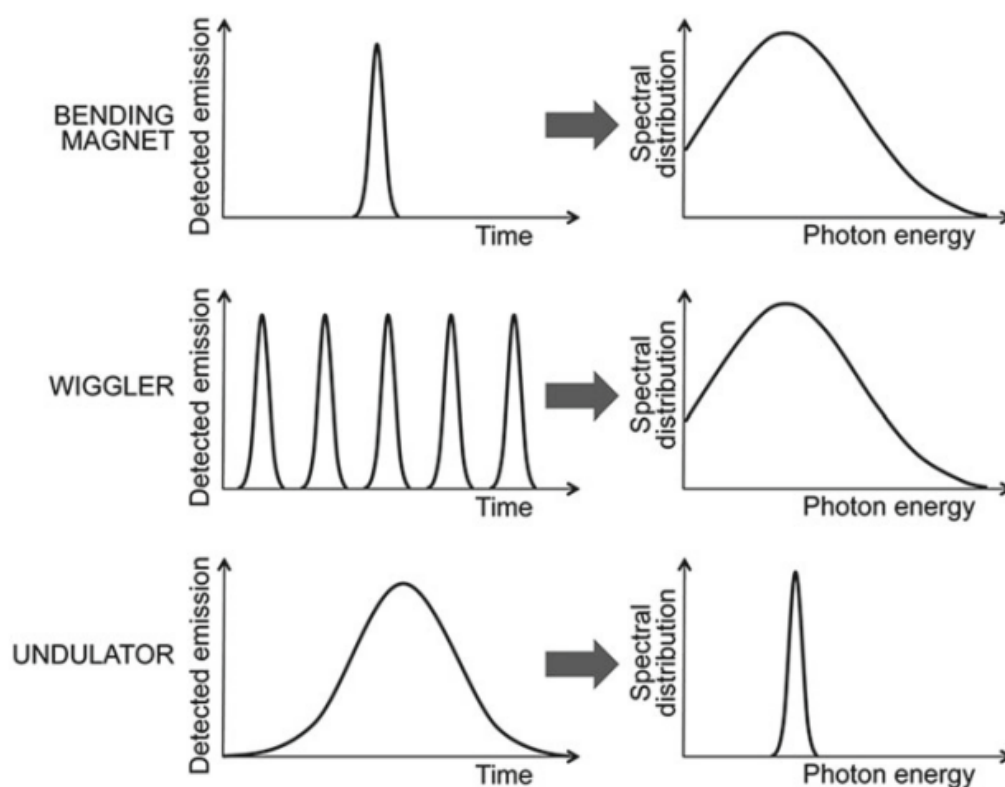 BENDING
MAGNET
Detected emission
Time
Spectral
distribution
Photon energy
WIGGLER
Detected emission
Time
Spectral
distribution
Photon energy
UNDULATOR
Detected emission
Time
Spectral
distribution
Photon energy